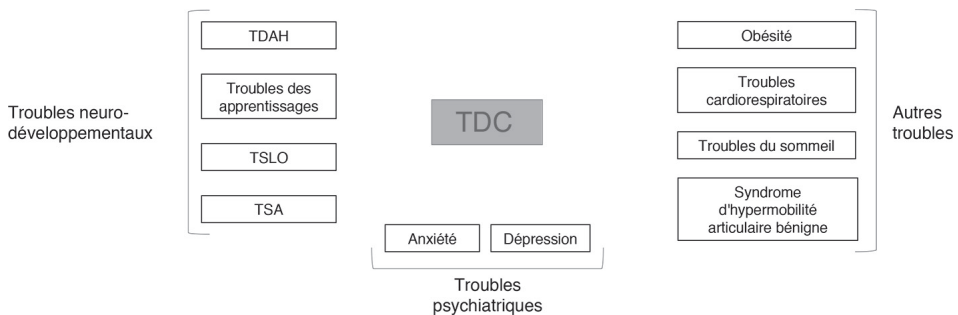 Troubles neuro-
développementaux
TDAH
Troubles des
apprentissages
TSLO
TSA
TDC
Anxiété
Dépression
Troubles
psychiatriques
Obésité
Troubles
cardiorespiratoires
Troubles du sommeil
Syndrome
d'hypermobilité
articulaire bénigne
Autres
troubles